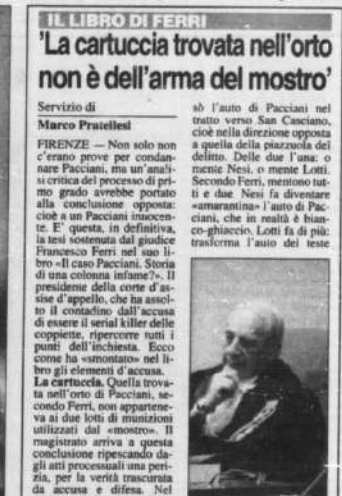 IL LIBRO DI FERRI
'La cartuccia trovata nell'orto
non è dell'arma del mostro'
Servizio di
Marco Pratellesi
FIRENZE — Non solo non
c'erano prove per condan-
nare Pacciani, ma un'anali-
si critica del processo di pri-
mo grado avrebbe portato
alla conclusione opposta:
cioè a un Pacciani innocen-
te. E' questa, in definitiva,
la tesi sostenuta dal giudice
Francesco Ferri nel suo li-
bro «Il caso Pacciani. Storia
di una colonna infame?». Il
presidente della corte d'as-
sise d'appello, che ha assol-
to il contadino dall'accusa
di essere il serial killer delle
coppiette, ripercorre tutti i
punti dell'inchiesta. Ecco
come ha «smontato» nel li-
bro gli elementi d'accusa.
La cartuccia. Quella trova-
ta nell'orto di Pacciani, se-
condo Ferri, non appartene-
va ai due lotti di munizioni
utilizzati dal «mostro». Il
magistrato arriva a questa
conclusione ripescando da-
gli atti processuali una peri-
zia, per la verità trascurata
da accusa e difesa. Nel
sò l'auto di Pacciani nel
tratto verso San Casciano,
cioè nella direzione opposta
a quella della piazzuola del
delitto. Delle due l'una: o
mente Nesi, o mente Lotti.
Secondo Ferri, mentono tut-
ti e due Nesi fa diventare
«amarantina» l'auto di Pac-
ciani, che in realtà è bian-
co-ghiaccio. Lotti fa di più:
trasforma l'auto del teste